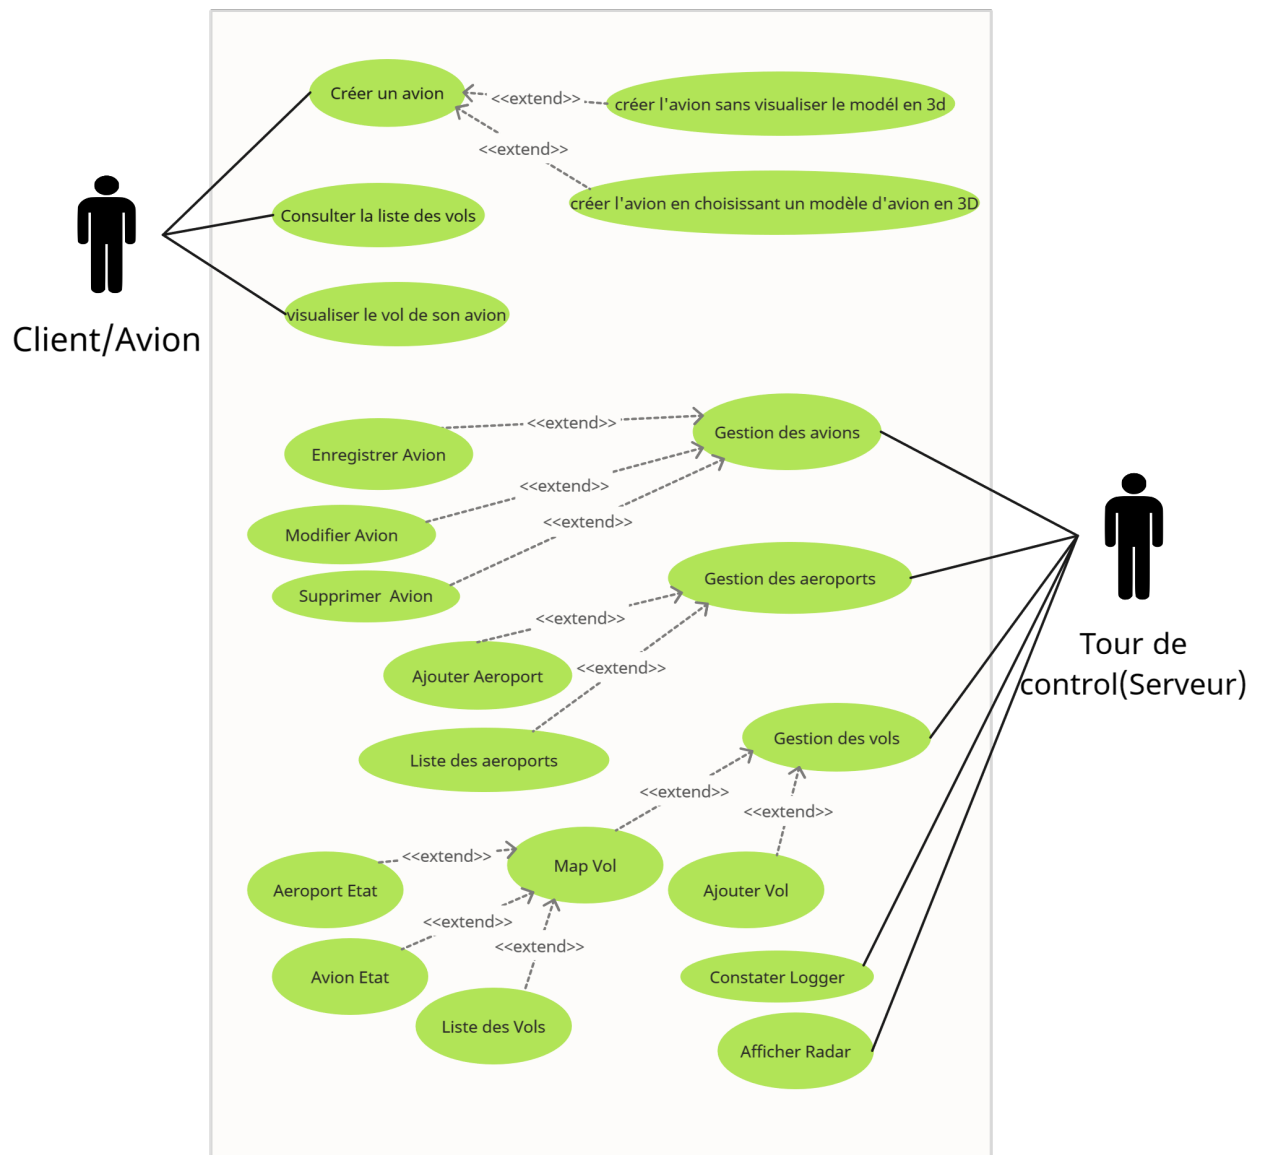 Créer un avion
<<extend>>
créer l'avion sans visualiser le modél en 3d
<<extend>>
créer l'avion en choisissant un modèle d'avion en 3D
Consulter la liste des vols
visualiser le vol de son avion
Client/Avion
Enregistrer Avion
<<extend>>
Gestion des avions
Modifier Avion
<<extend>>
Supprimer  Avion
<<extend>>
Gestion des aeroports
Ajouter Aeroport
<<extend>>
Liste des aeroports
<<extend>>
Tour de
control(Serveur)
Gestion des vols
<<extend>>
<<extend>>
Map Vol
Ajouter Vol
Aeroport Etat
<<extend>>
Avion Etat
<<extend>>
<<extend>>
Liste des Vols
Constater Logger
Afficher Radar